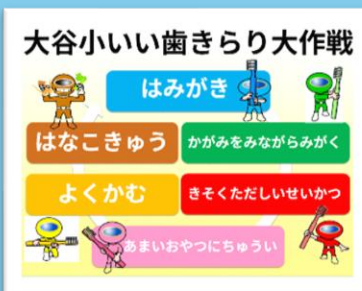 大谷小いい歯きらり大作戦
はみがき
はなこきゅう
かがみをみながらみがく
よくかむ
きそくただしいせいかつ
あまいおやつにちゅうい